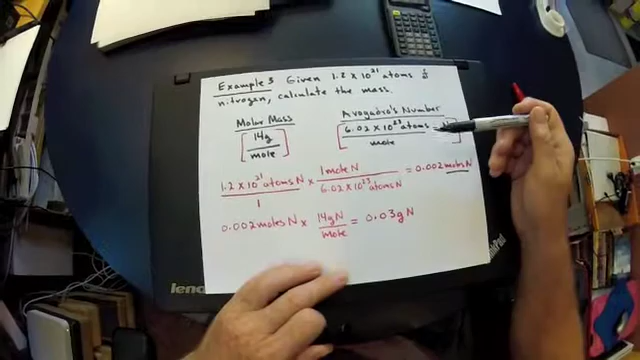 Example 3 Given 1.2 x 10²¹ atoms of
nitrogen, calculate the mass.
Molar Mass
14g
mole
Avogadro's Number
6.02 x 10²³ atoms
mole
1.2 x 10²¹ atoms N x 1 mole N = 0.002 moles N
1 6.02 x 10²³ atoms N
0.002 moles N x 14g N = 0.03g N
mole
lenovo